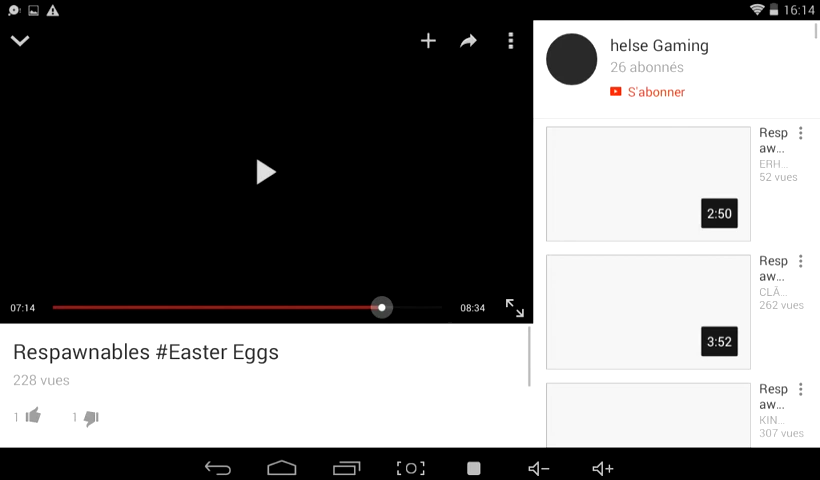 16:14
helse Gaming
26 abonnés
S'abonner
07:14
08:34
Respawnables #Easter Eggs
228 vues
1
1
Resp
aw...
ERH...
52 vues
2:50
Resp
aw...
CLÀ...
262 vues
3:52
Resp
aw...
KIN...
307 vues